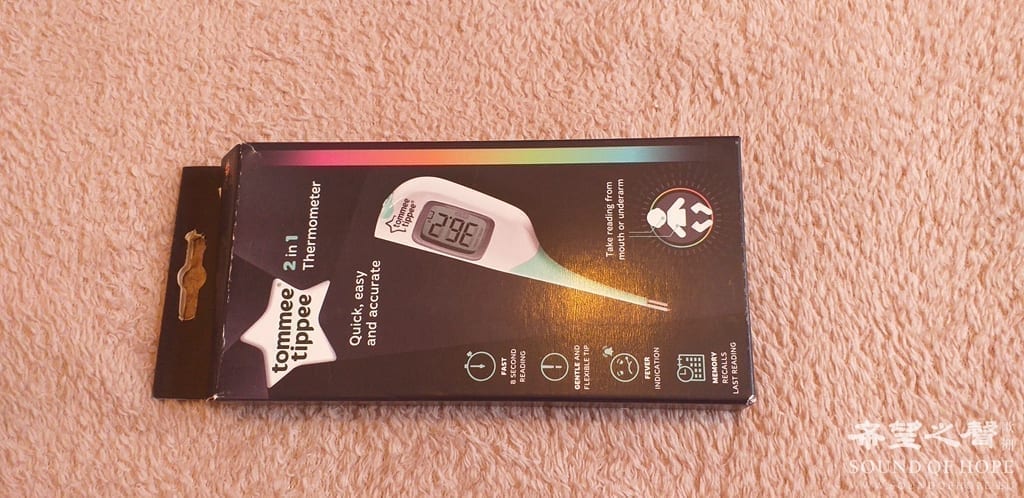 tommee
tippee
2 in 1
Thermometer
Quick, easy
and accurate
tommee
tippee
36.2
Take reading from
mouth or underarm
FAST
8 SECOND
READING
GENTLE AND
FLEXIBLE TIP
FEVER
INDICATION
MEMORY
RECALLS
LAST READING
希望之聲
SOUND OF HOPE